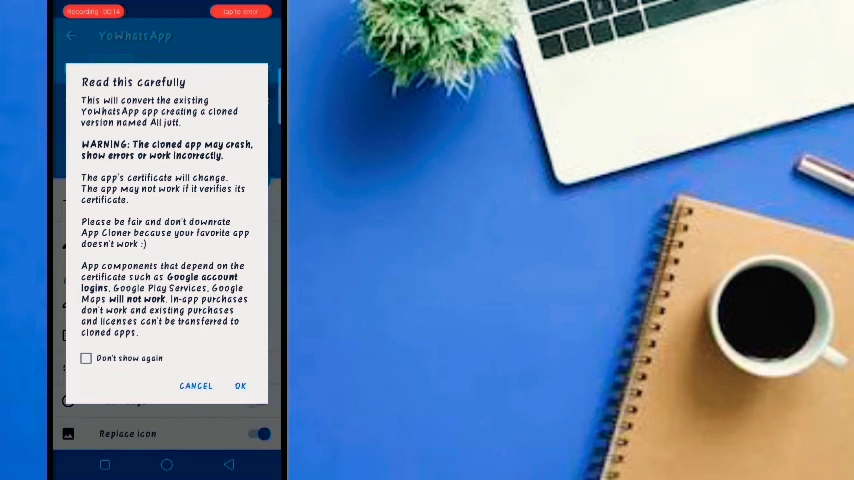 Recording - 00:14
Tap to enter
YoWhatsApp
Read this carefully
This will convert the existing
YoWhatsApp app creating a cloned
version named Ali jutt.
WARNING: The cloned app may crash,
show errors or work incorrectly.
The app's certificate will change.
The app may not work if it verifies its
certificate.
Please be fair and don't downrate
App Cloner because your favorite app
doesn't work :)
App components that depend on the
certificate such as Google account
logins, Google Play Services, Google
Maps will not work. In-app purchases
don't work and existing purchases
and licenses can't be transferred to
cloned apps.
Don't show again
CANCEL OK
Replace icon